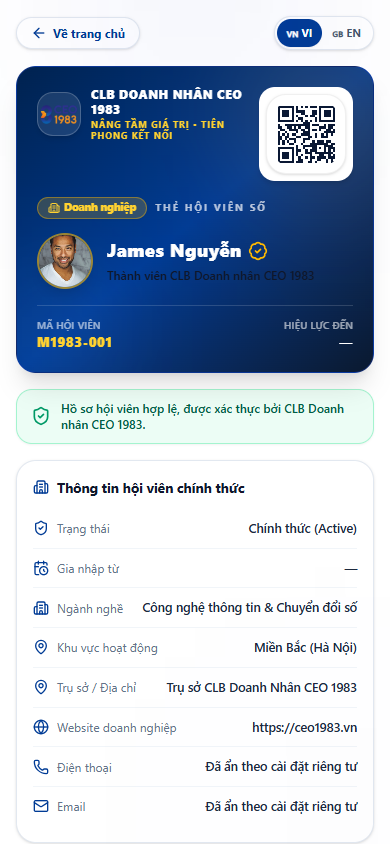 Về trang chủ
VN VI
GB EN
1983
CLB DOANH NHÂN CEO
1983
NÂNG TẦM GIÁ TRỊ - TIÊN
PHONG KẾT NỐI
Doanh nghiệp
THẺ HỘI VIÊN SỐ
James Nguyễn
Thành viên CLB Doanh nhân CEO 1983
MÃ HỘI VIÊN
HIỆU LỰC ĐẾN
M1983-001
—
Hồ sơ hội viên hợp lệ, được xác thực bởi CLB Doanh
nhân CEO 1983.
Thông tin hội viên chính thức
Trạng thái
Chính thức (Active)
Gia nhập từ
—
Ngành nghề
Công nghệ thông tin & Chuyển đổi số
Khu vực hoạt động
Miền Bắc (Hà Nội)
Trụ sở / Địa chỉ
Trụ sở CLB Doanh Nhân CEO 1983
Website doanh nghiệp
https://ceo1983.vn
Điện thoại
Đã ẩn theo cài đặt riêng tư
Email
Đã ẩn theo cài đặt riêng tư